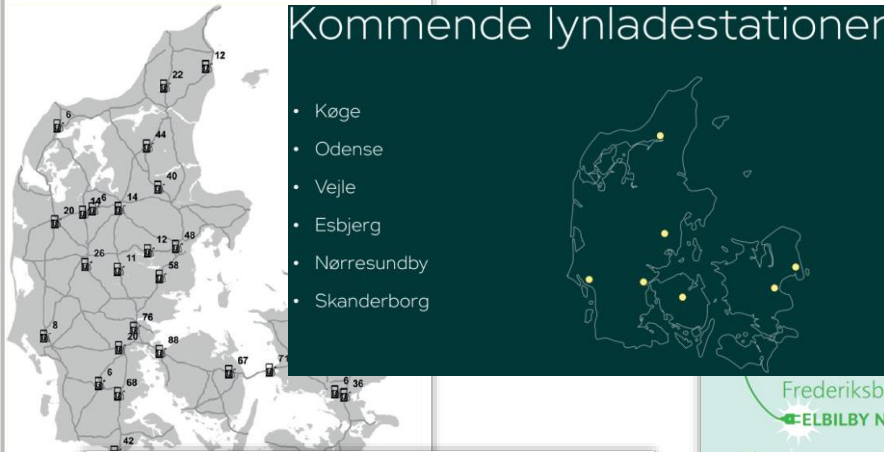 Kommende lynladestationer
• Køge
• Odense
• Vejle
• Esbjerg
• Nørresundby
• Skanderborg
12
22
6
44
40
14
6
14
20
48
12
11
26
58
76
8
20
88
67
71
6
68
6
36
42
Frederiksb
ELBILBY N